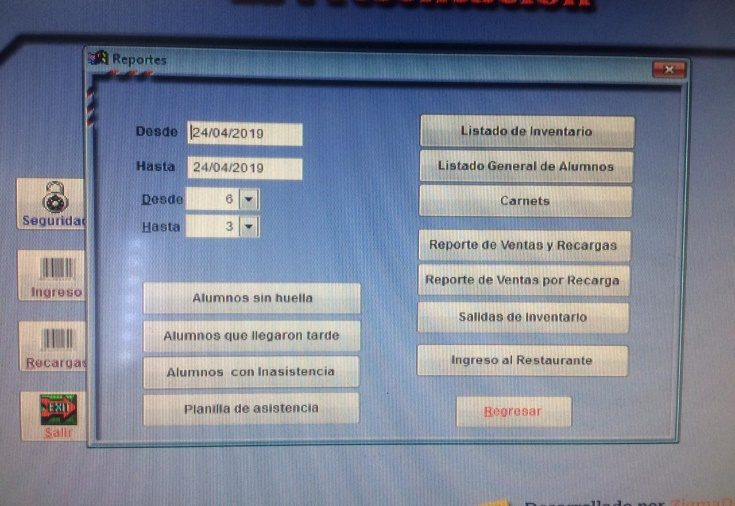 La Presentación
Reportes
Desde 24/04/2019
Hasta 24/04/2019
Desde 6
Hasta 3
Listado de Inventario
Listado General de Alumnos
Carnets
Reporte de Ventas y Recargas
Reporte de Ventas por Recarga
Salidas de Inventario
Ingreso al Restaurante
Regresar
Alumnos sin huella
Alumnos que llegaron tarde
Alumnos con Inasistencia
Planilla de asistencia
Seguridad
Ingreso
Recargas
EXIT
Salir
Desarrollado por